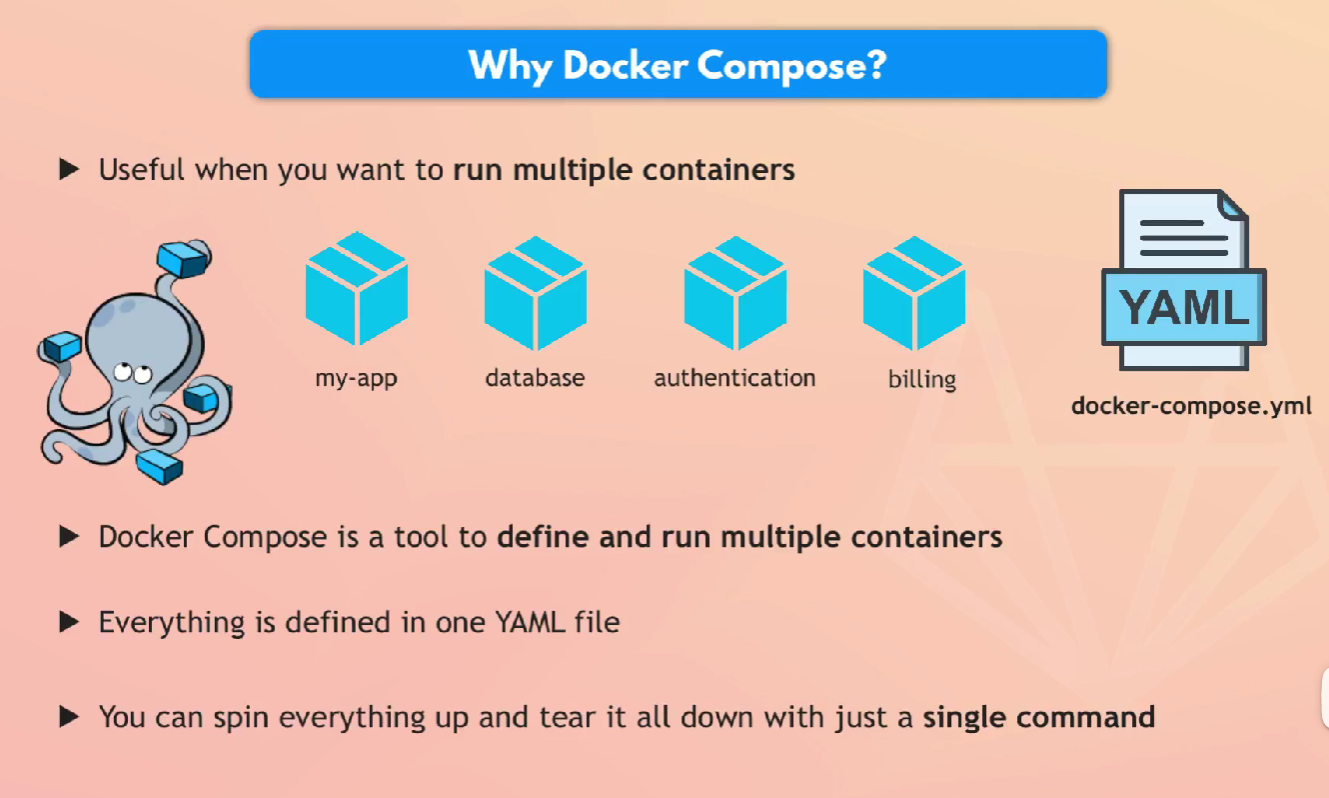 Why Docker Compose?
Useful when you want to run multiple containers
YAML
my-app
database
authentication
billing
docker-compose.yml
Docker Compose is a tool to define and run multiple containers
Everything is defined in one YAML file
You can spin everything up and tear it all down with just a single command